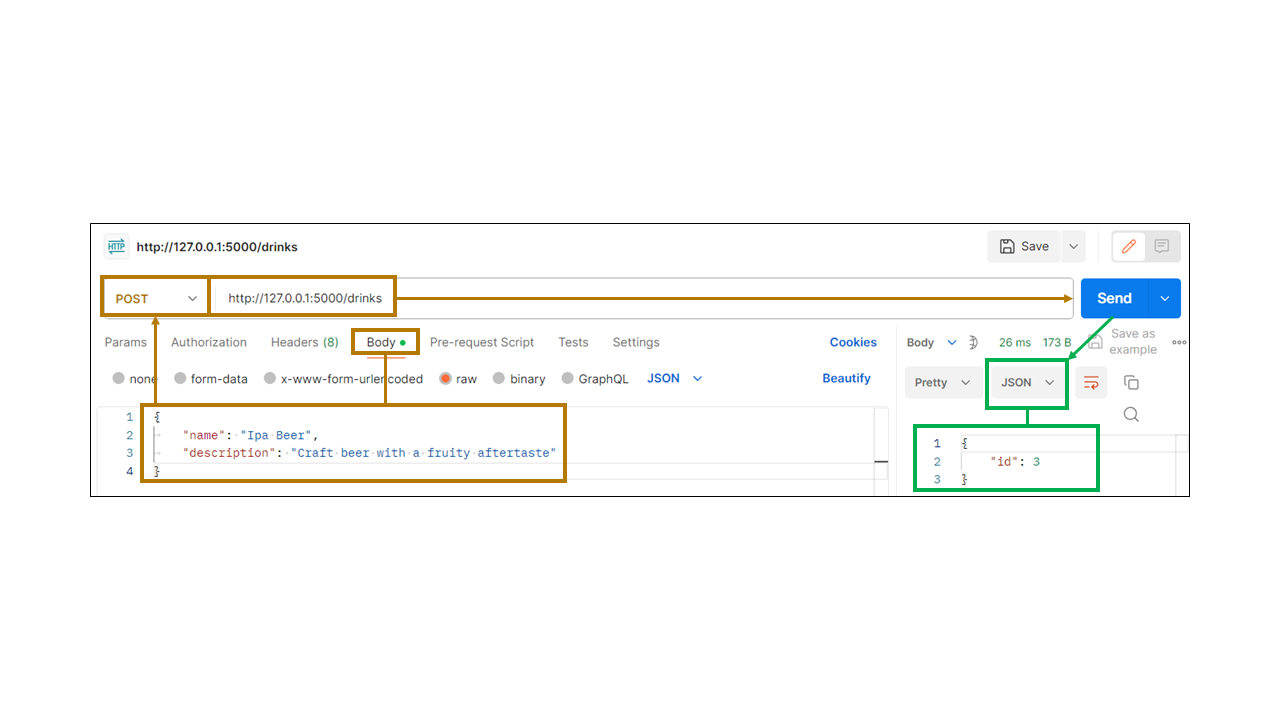 HTTP http://127.0.0.1:5000/drinks
Save
POST http://127.0.0.1:5000/drinks
Send
Params Authorization Headers (8) Body Pre-request Script Tests Settings Cookies
none form-data x-www-form-urlencoded raw binary GraphQL JSON Beautify
1 {
2 "name": "Ipa Beer",
3 "description": "Craft beer with a fruity aftertaste"
4 }
Body 26 ms 173 B Save as
example
Pretty JSON
1 {
2 "id": 3
3 }